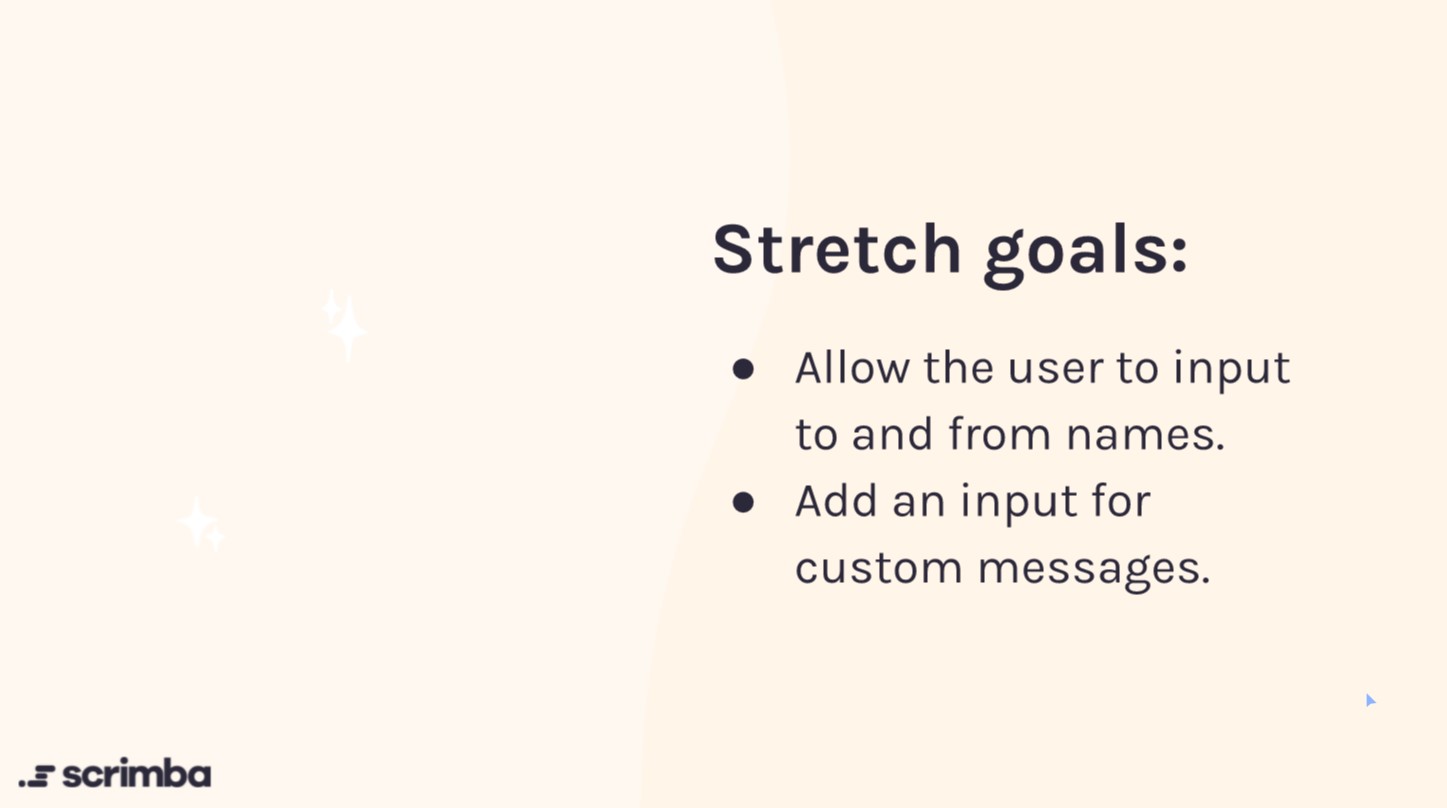 Stretch goals:
● Allow the user to input
to and from names.
● Add an input for
custom messages.
scrimba